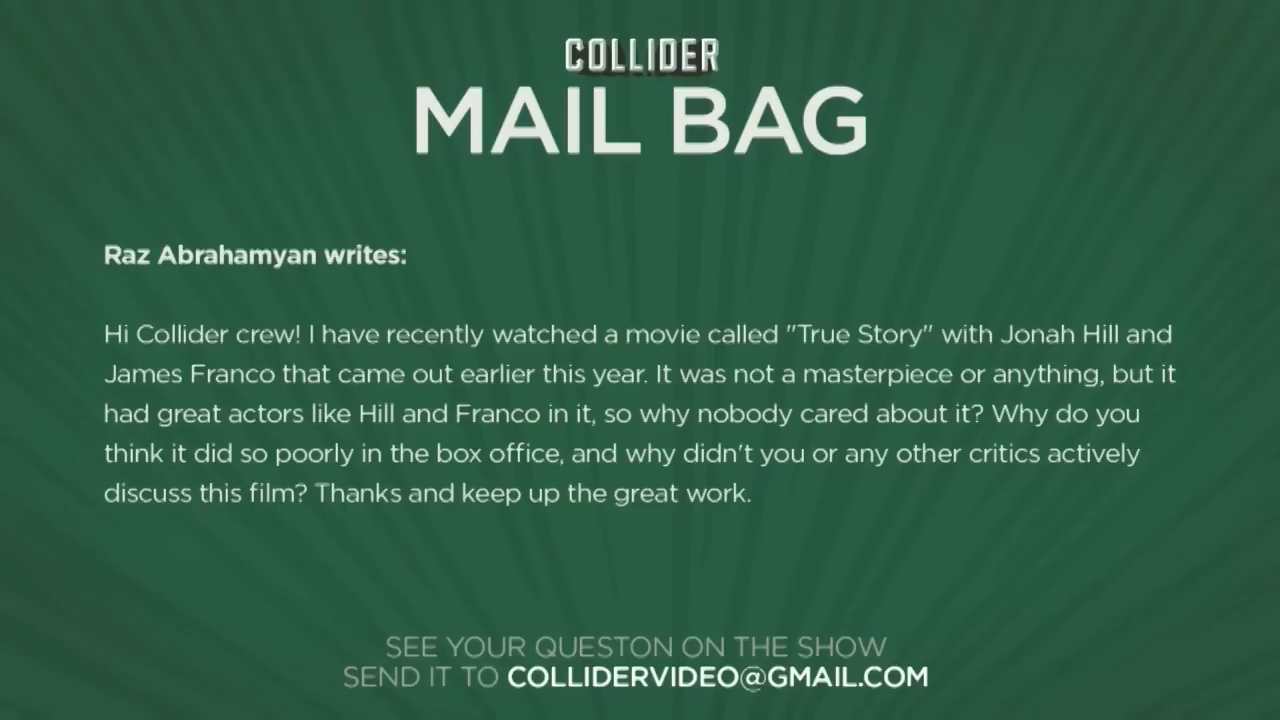 COLLIDER
MAIL BAG
Raz Abrahamyan writes:
Hi Collider crew! I have recently watched a movie called "True Story" with Jonah Hill and
James Franco that came out earlier this year. It was not a masterpiece or anything, but it
had great actors like Hill and Franco in it, so why nobody cared about it? Why do you
think it did so poorly in the box office, and why didn't you or any other critics actively
discuss this film? Thanks and keep up the great work.
SEE YOUR QUESTON ON THE SHOW
SEND IT TO COLLIDERVIDEO@GMAIL.COM